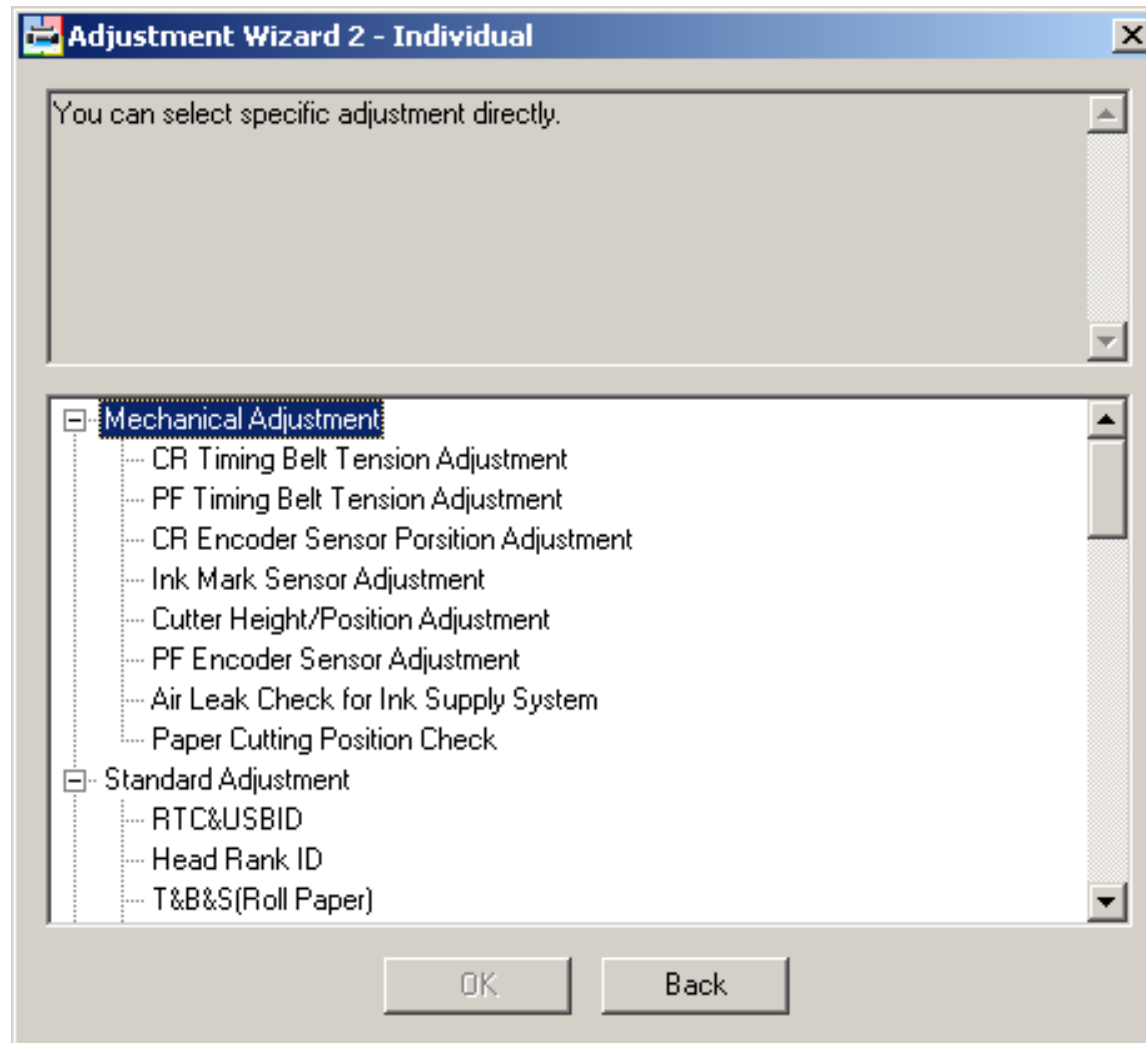 Adjustment Wizard 2 - Individual
You can select specific adjustment directly.
Mechanical Adjustment
CR Timing Belt Tension Adjustment
PF Timing Belt Tension Adjustment
CR Encoder Sensor Porsition Adjustment
Ink Mark Sensor Adjustment
Cutter Height/Position Adjustment
PF Encoder Sensor Adjustment
Air Leak Check for Ink Supply System
Paper Cutting Position Check
Standard Adjustment
RTC&USBID
Head Rank ID
T&B&S(Roll Paper)
OK Back